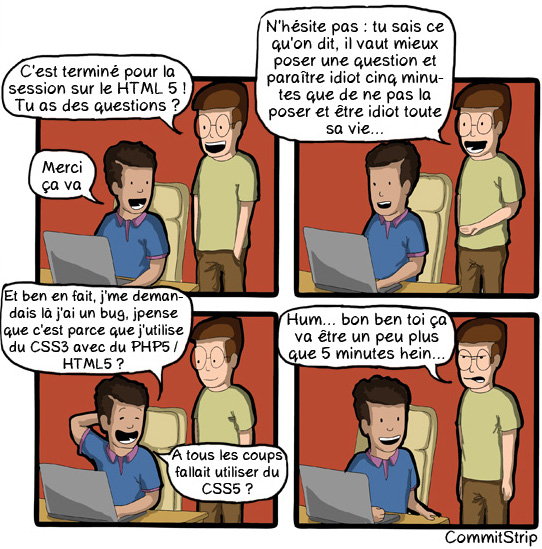 C'est terminé pour la
session sur le HTML 5 !
Tu as des questions ?
Merci
ça va
N'hésite pas : tu sais ce
qu'on dit, il vaut mieux
poser une question et
paraître idiot cinq minu-
tes que de ne pas la
poser et être idiot toute
sa vie...
Et ben en fait, j'me deman-
dais là j'ai un bug, jpense
que c'est parce que j'utilise
du CSS3 avec du PHP5 /
HTML5 ?
A tous les coups
fallait utiliser du
CSS5 ?
Hum... bon ben toi ça
va être un peu plus
que 5 minutes hein...
CommitStrip